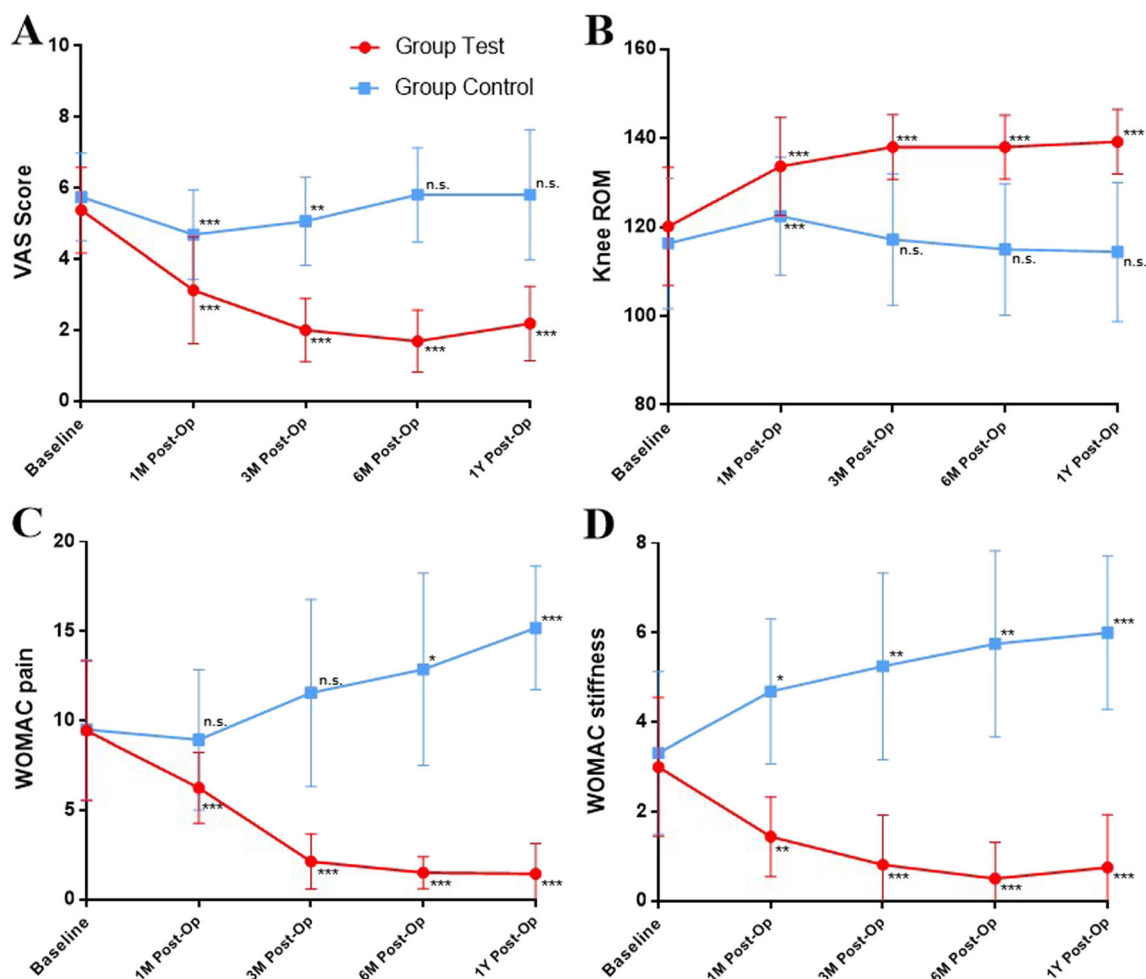 A
10
8
6
4
2
0
VAS Score
Group Test
Group Control
***
**
n.s.
n.s.
***
***
***
***
Baseline
1M Post-Op
3M Post-Op
6M Post-Op
1Y Post-Op
B
160
140
120
100
80
Knee ROM
***
***
***
***
***
n.s.
n.s.
n.s.
Baseline
1M Post-Op
3M Post-Op
6M Post-Op
1Y Post-Op
C
20
15
10
5
0
WOMAC pain
n.s.
n.s.
*
***
***
***
***
***
Baseline
1M Post-Op
3M Post-Op
6M Post-Op
1Y Post-Op
D
8
6
4
2
0
WOMAC stiffness
*
**
**
***
**
***
***
***
Baseline
1M Post-Op
3M Post-Op
6M Post-Op
1Y Post-Op